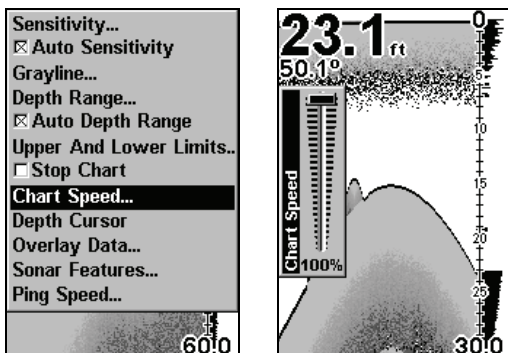 Sensitivity...
☒ Auto Sensitivity
Grayline...
Depth Range...
☒ Auto Depth Range
Upper And Lower Limits..
☐ Stop Chart
Chart Speed...
Depth Cursor
Overlay Data...
Sonar Features...
Ping Speed...
60.0
23.1 ft
50.1º
0
5
10
15
20
25
30.0
Chart Speed
100%